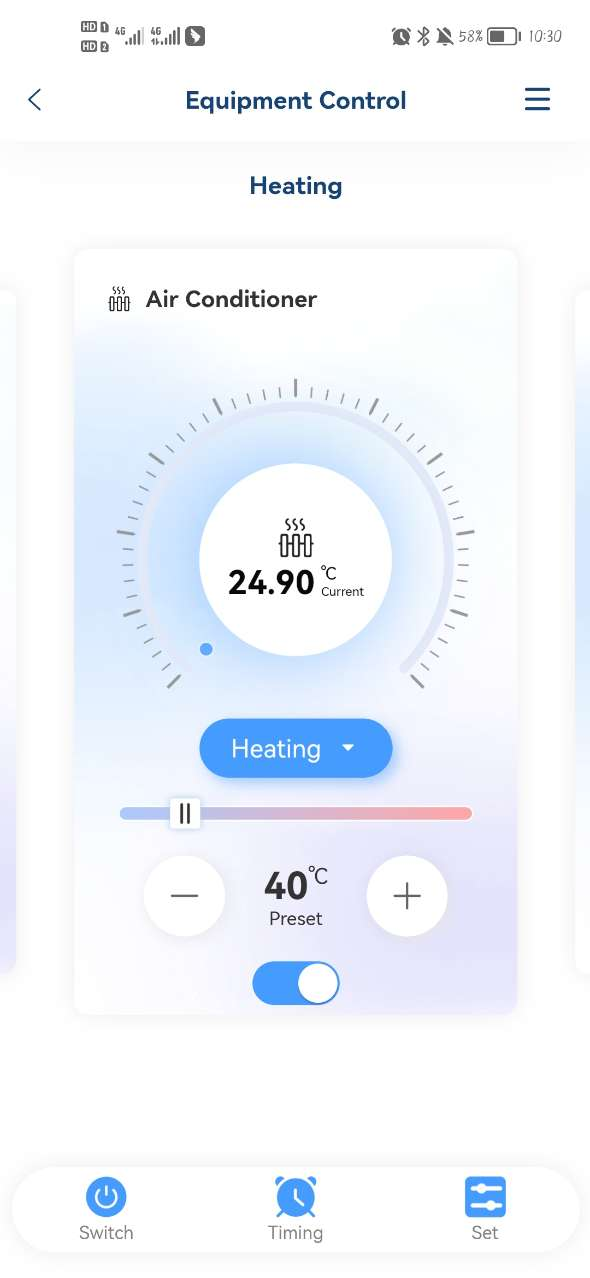 HD 1 4G 4G 58% 10:30
HD 2
Equipment Control
Heating
Air Conditioner
24.90 ℃
Current
Heating
40℃
Preset
Switch Timing Set